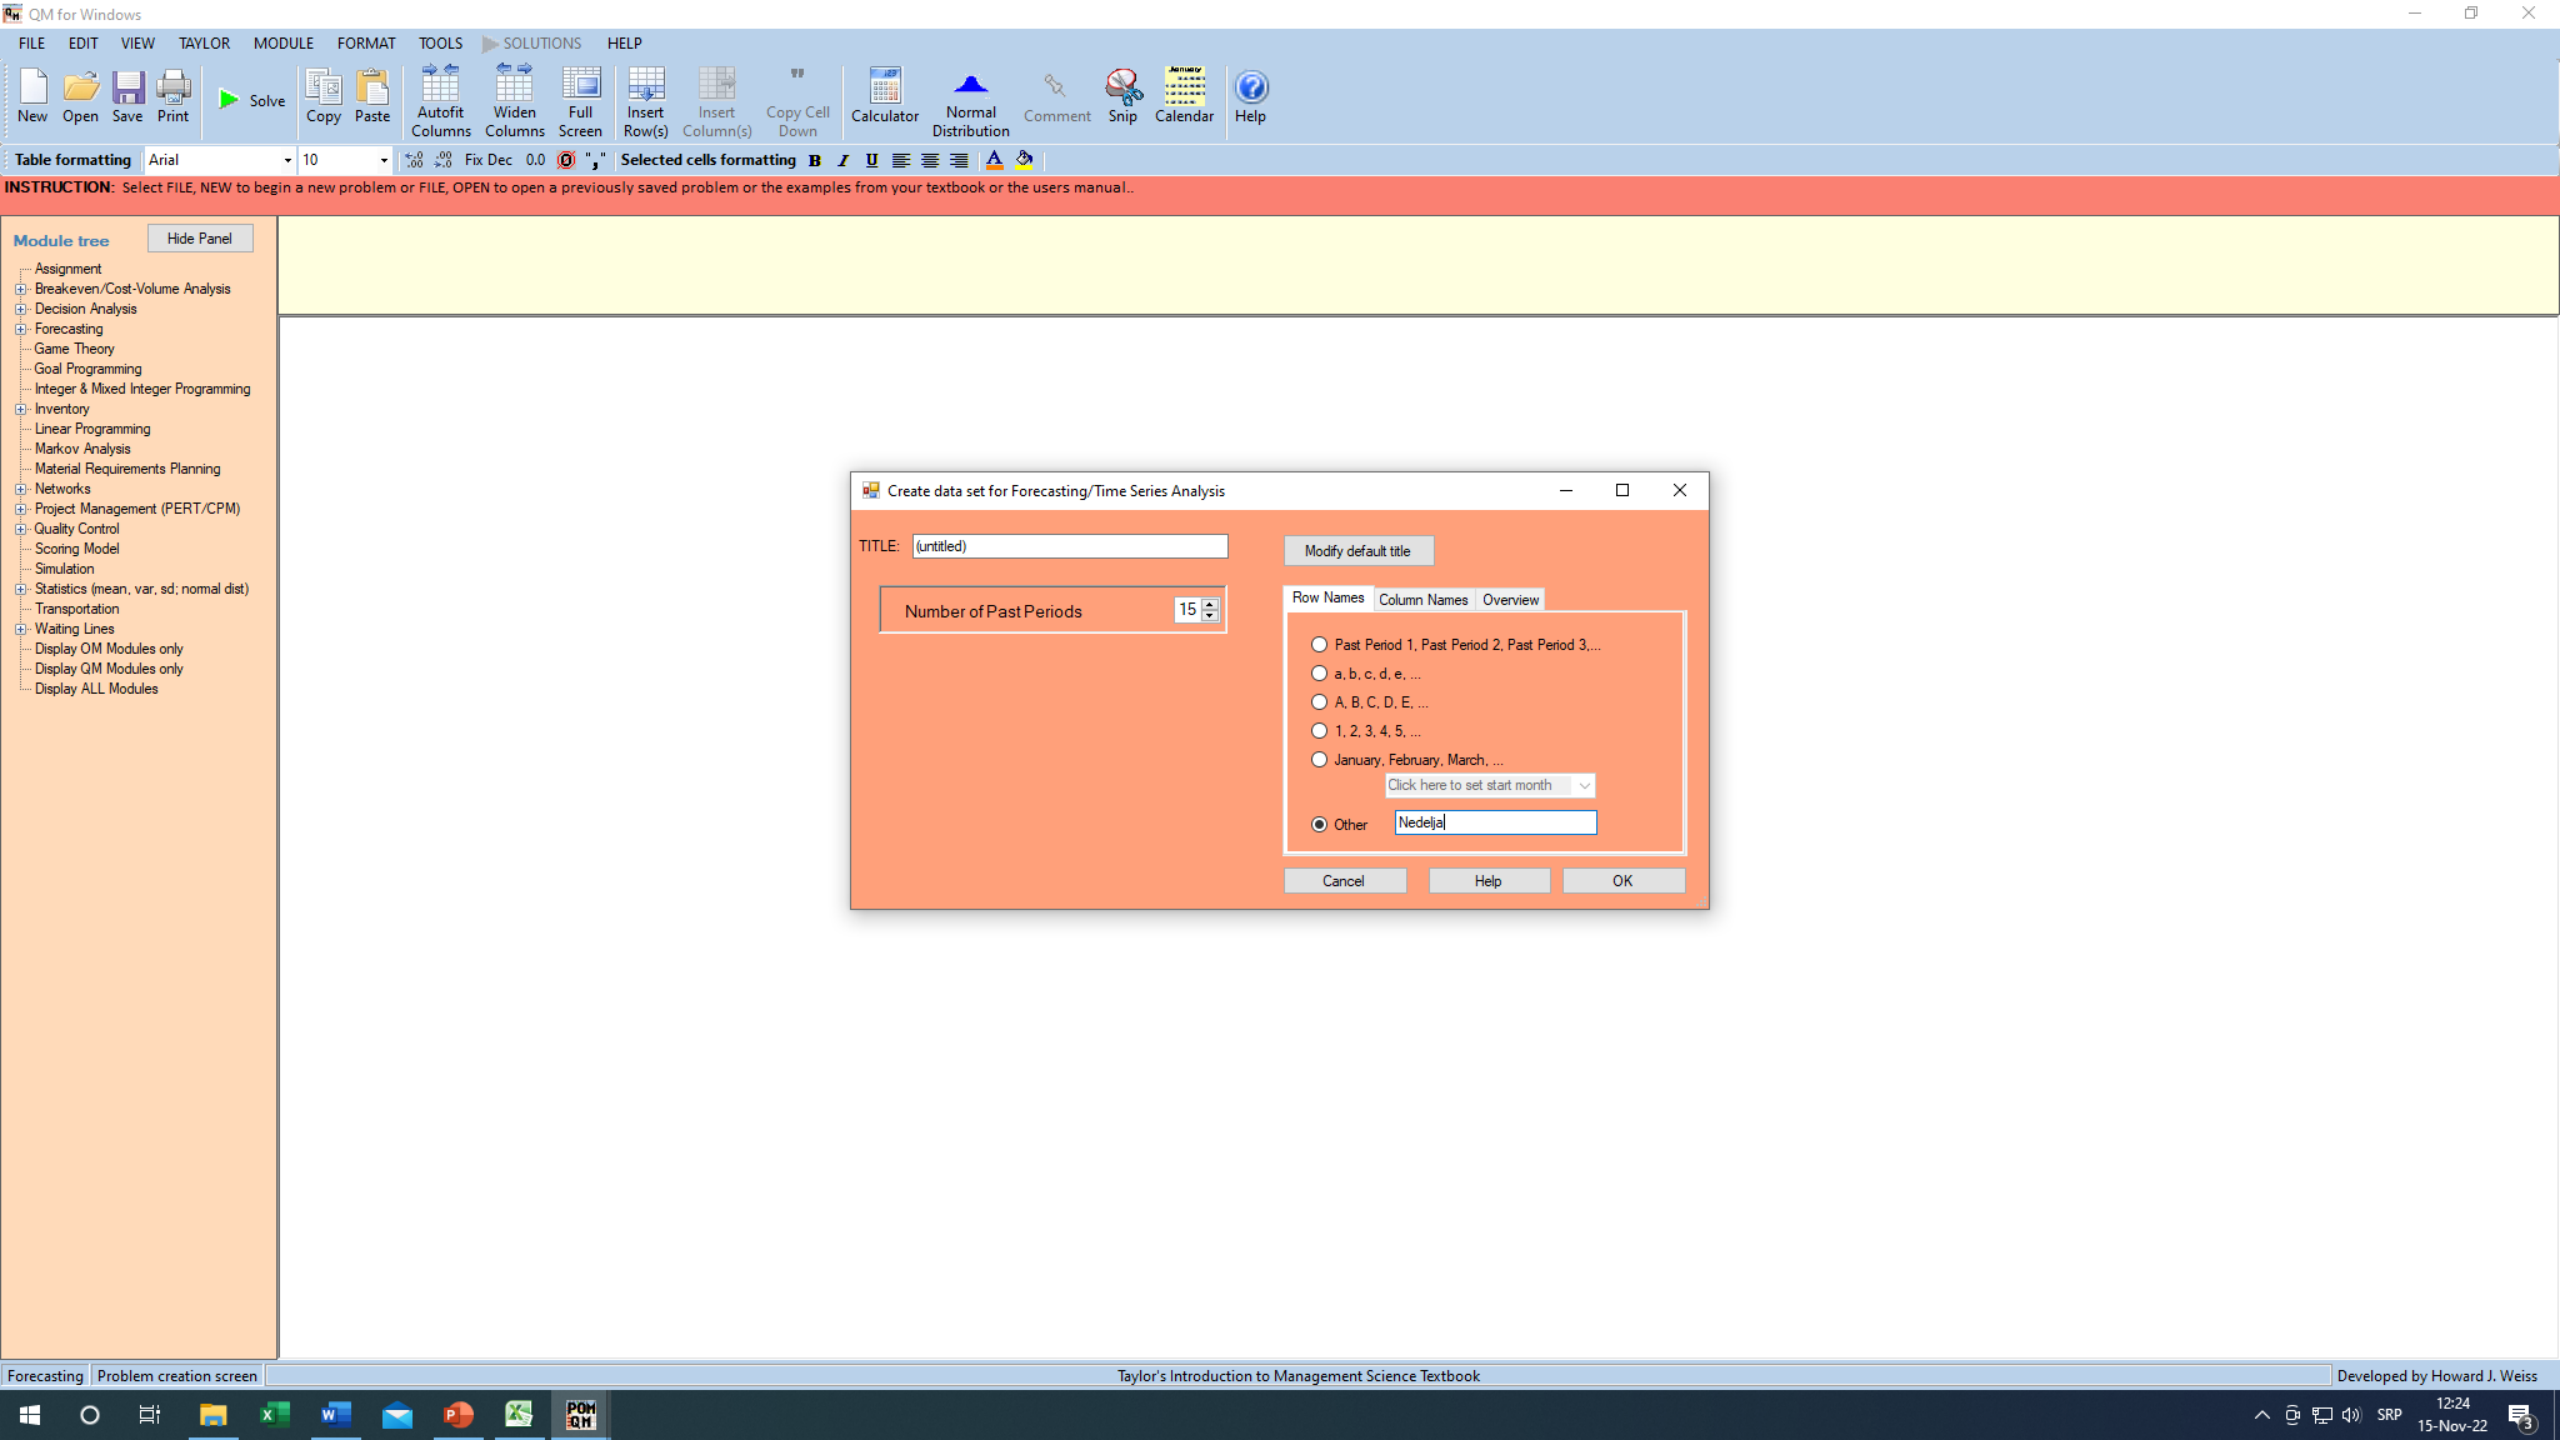 QM for Windows
FILE EDIT VIEW TAYLOR MODULE FORMAT TOOLS SOLUTIONS HELP
New Open Save Print Solve Copy Paste Autofit Columns Widen Columns Full Screen Insert Row(s) Insert Column(s) Copy Cell Down Calculator Normal Distribution Comment Snip Calendar Help
Table formatting Arial 10 Fix Dec 0.0 "," Selected cells formatting B I U A
INSTRUCTION: Select FILE, NEW to begin a new problem or FILE, OPEN to open a previously saved problem or the examples from your textbook or the users manual..
Module tree Hide Panel
Assignment
Breakeven/Cost-Volume Analysis
Decision Analysis
Forecasting
Game Theory
Goal Programming
Integer & Mixed Integer Programming
Inventory
Linear Programming
Markov Analysis
Material Requirements Planning
Networks
Project Management (PERT/CPM)
Quality Control
Scoring Model
Simulation
Statistics (mean, var, sd; normal dist)
Transportation
Waiting Lines
Display OM Modules only
Display QM Modules only
Display ALL Modules
Create data set for Forecasting/Time Series Analysis
TITLE: (untitled)
Modify default title
Number of Past Periods 15
Row Names Column Names Overview
Past Period 1, Past Period 2, Past Period 3,...
a, b, c, d, e, ...
A, B, C, D, E, ...
1, 2, 3, 4, 5, ...
January, February, March, ...
Click here to set start month
Other Nedelja
Cancel Help OK
Forecasting Problem creation screen Taylor's Introduction to Management Science Textbook Developed by Howard J. Weiss
POM QM
SRP
12:24
15-Nov-22
3